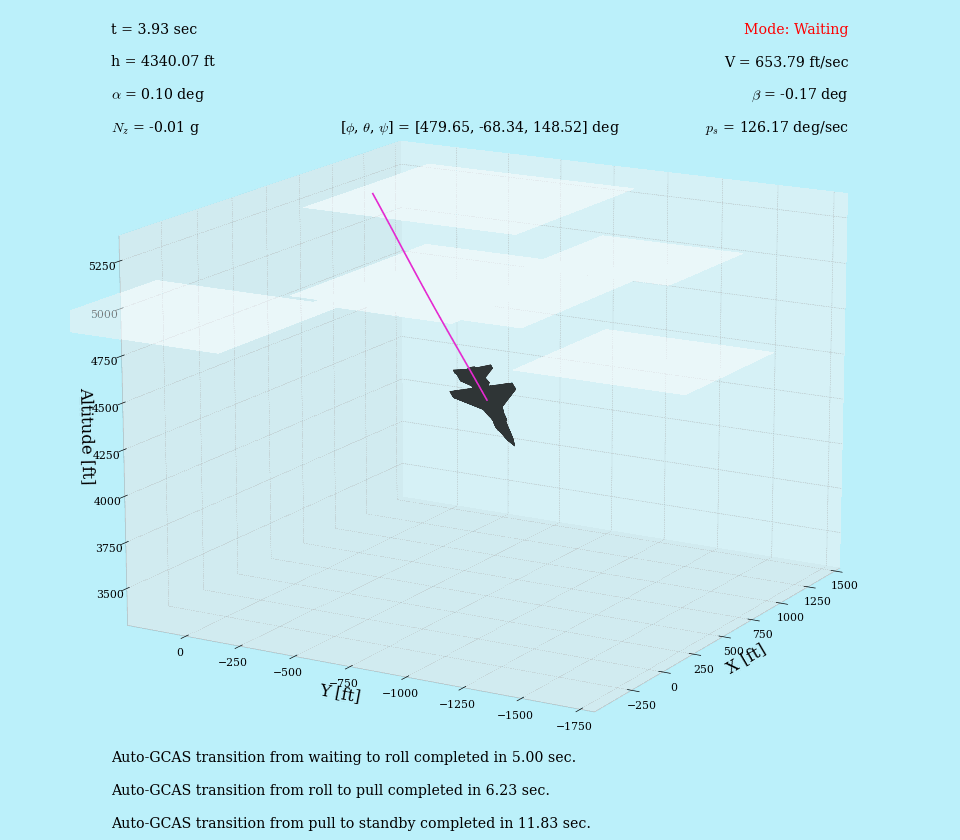 t = 3.93 sec
Mode: Waiting
h = 4340.07 ft
V = 653.79 ft/sec
α = 0.10 deg
β = -0.17 deg
N_z = -0.01 g
[ϕ, θ, ψ] = [479.65, -68.34, 148.52] deg
p_s = 126.17 deg/sec
5250
5000
4750
4500
4250
4000
3750
3500
Altitude [ft]
0
−250
−500
−750
−1000
−1250
−1500
−1750
Y [ft]
−250
0
250
500
750
1000
1250
1500
X [ft]
Auto-GCAS transition from waiting to roll completed in 5.00 sec.
Auto-GCAS transition from roll to pull completed in 6.23 sec.
Auto-GCAS transition from pull to standby completed in 11.83 sec.